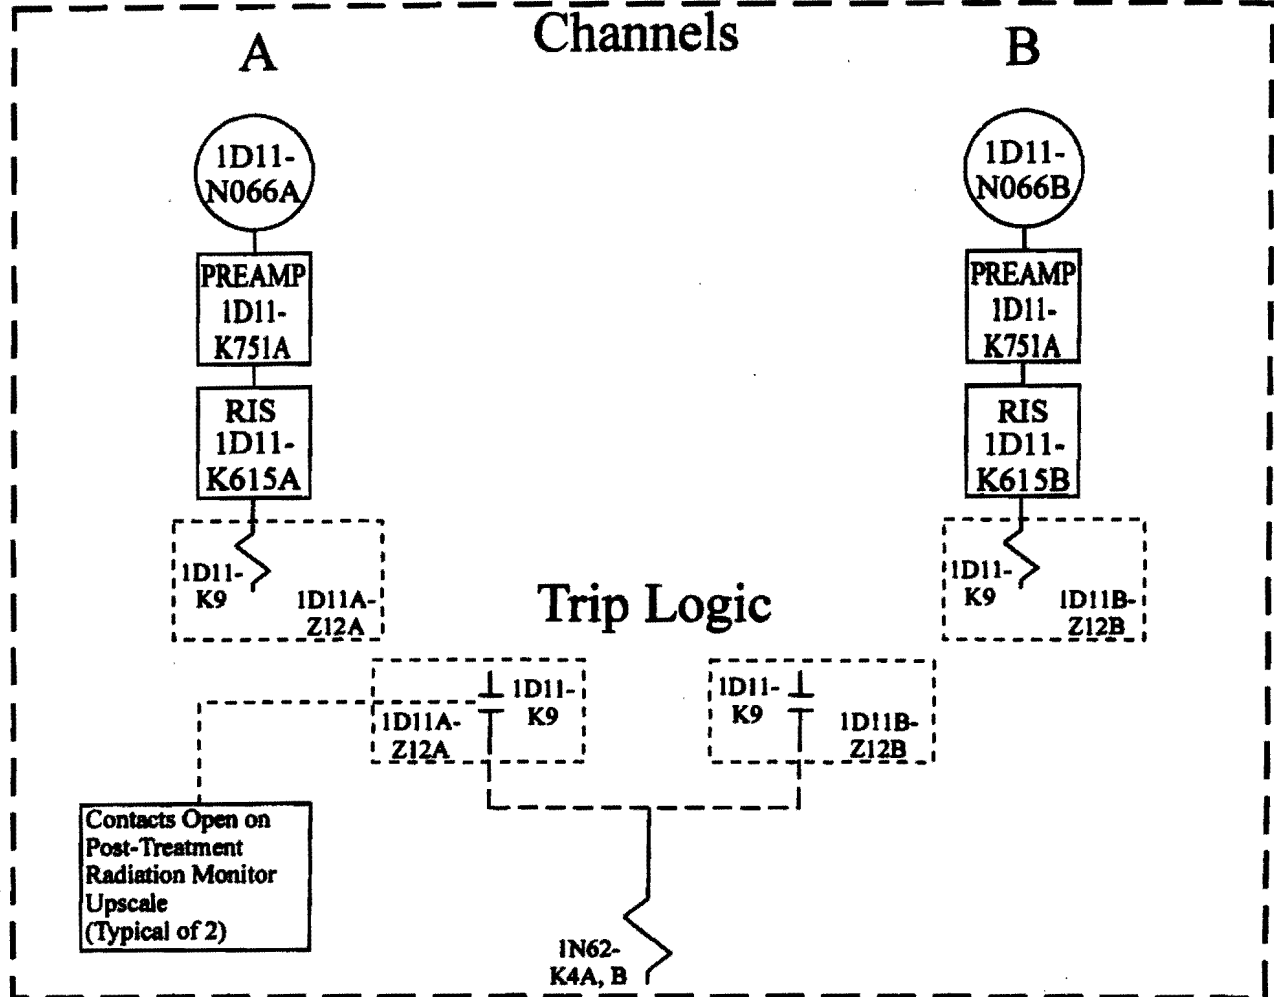 Channels
A
B
1D11-
N066A
1D11-
N066B
PREAMP
1D11-
K751A
PREAMP
1D11-
K751A
RIS
1D11-
K615A
RIS
1D11-
K615B
1D11-
K9
1D11A-
Z12A
1D11-
K9
1D11B-
Z12B
Trip Logic
1D11-
K9
1D11A-
Z12A
1D11-
K9
1D11B-
Z12B
Contacts Open on
Post-Treatment
Radiation Monitor
Upscale
(Typical of 2)
1N62-
K4A, B